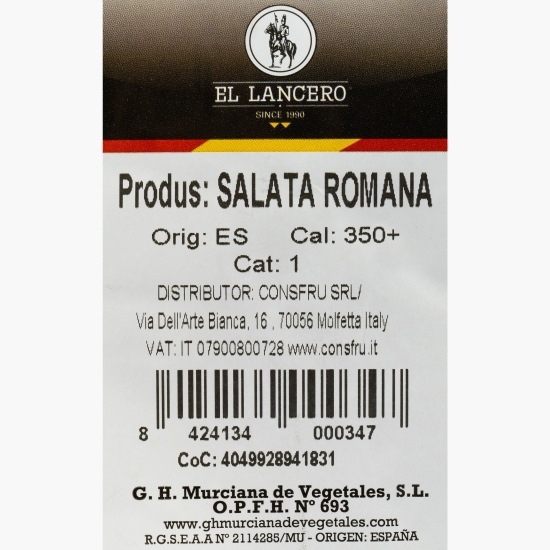 EL LANCERO
SINCE 1990
Produs: SALATA ROMANA
Orig: ES Cal: 350+
Cat: 1
DISTRIBUTOR: CONSFRU SRL/
Via Dell'Arte Bianca, 16 , 70056 Molfetta Italy
VAT: IT 07900800728 www.consfru.it
8 424134 000347
CoC: 4049928941831
G. H. Murciana de Vegetales, S.L.
O.P.F.H. Nº 693
www.ghmurcianadevegetales.com
R.G.S.E.A.A Nº 2114285/MU - ORIGEN: ESPAÑA